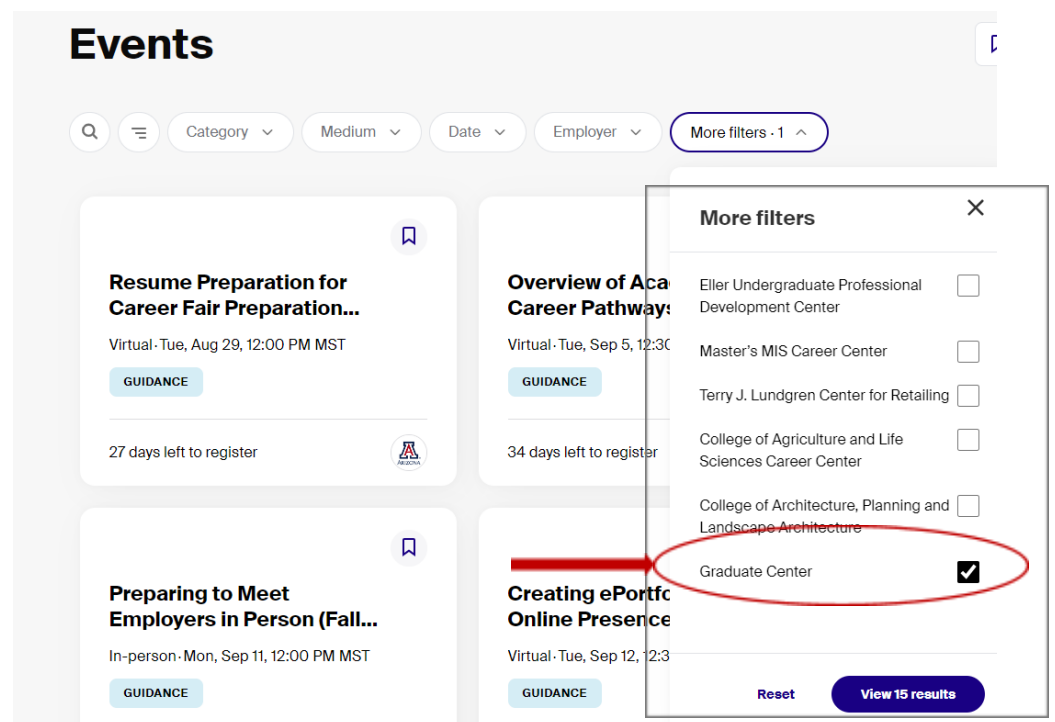 Events
Category
Medium
Date
Employer
More filters · 1
Resume Preparation for
Career Fair Preparation...
Virtual · Tue, Aug 29, 12:00 PM MST
GUIDANCE
27 days left to register
A
ARIZONA
Overview of Aca
Career Pathways
Virtual · Tue, Sep 5, 12:30
GUIDANCE
34 days left to register
Preparing to Meet
Employers in Person (Fall...
In-person · Mon, Sep 11, 12:00 PM MST
GUIDANCE
Creating ePortfo
Online Presence
Virtual · Tue, Sep 12, 12:3
GUIDANCE
More filters
Eller Undergraduate Professional
Development Center
Master's MIS Career Center
Terry J. Lundgren Center for Retailing
College of Agriculture and Life
Sciences Career Center
College of Architecture, Planning and
Landscape Architecture
Graduate Center
Reset
View 15 results